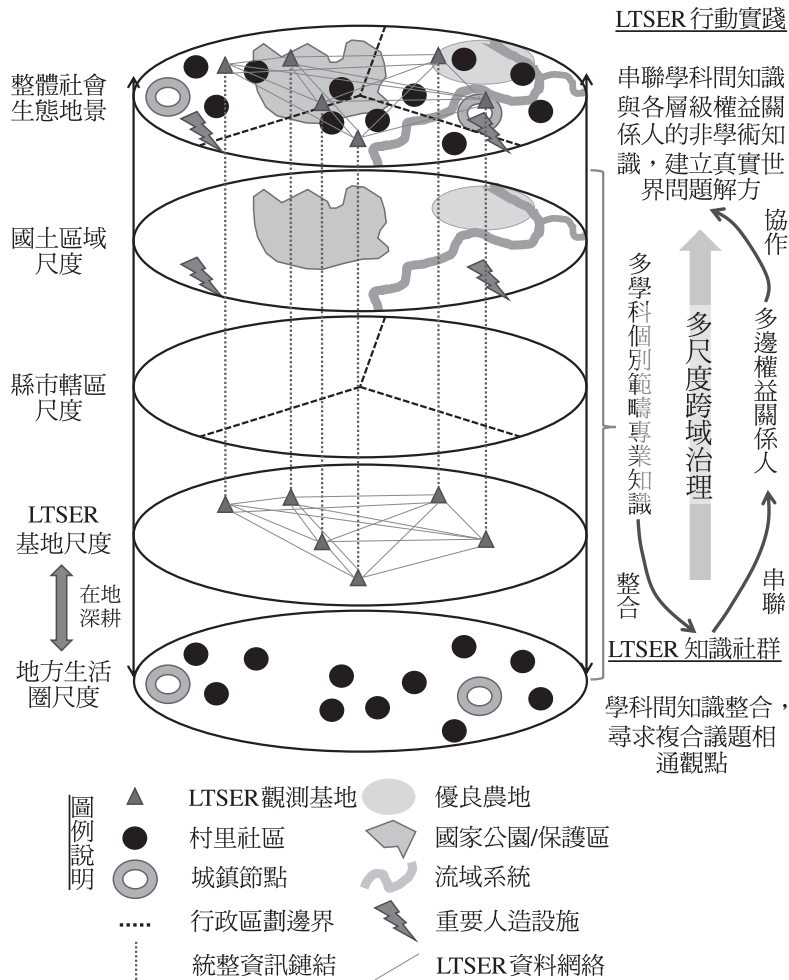 整體社會
生態地景
國土區域
尺度
縣市轄區
尺度
LTSER
基地尺度
在地
深耕
地方生活
圈尺度
LTSER 行動實踐
串聯學科間知識
與各層級權益關
係人的非學術知
識，建立真實世
界問題解方
協作
多學科個別範疇專業知識
多尺度跨域治理
多邊權益關係人
整合
串聯
LTSER 知識社群
學科間知識整合，
尋求複合議題相
通觀點
圖例說明
LTSER觀測基地
優良農地
村里社區
國家公園/保護區
城鎮節點
流域系統
行政區劃邊界
重要人造設施
統整資訊鏈結
LTSER資料網絡